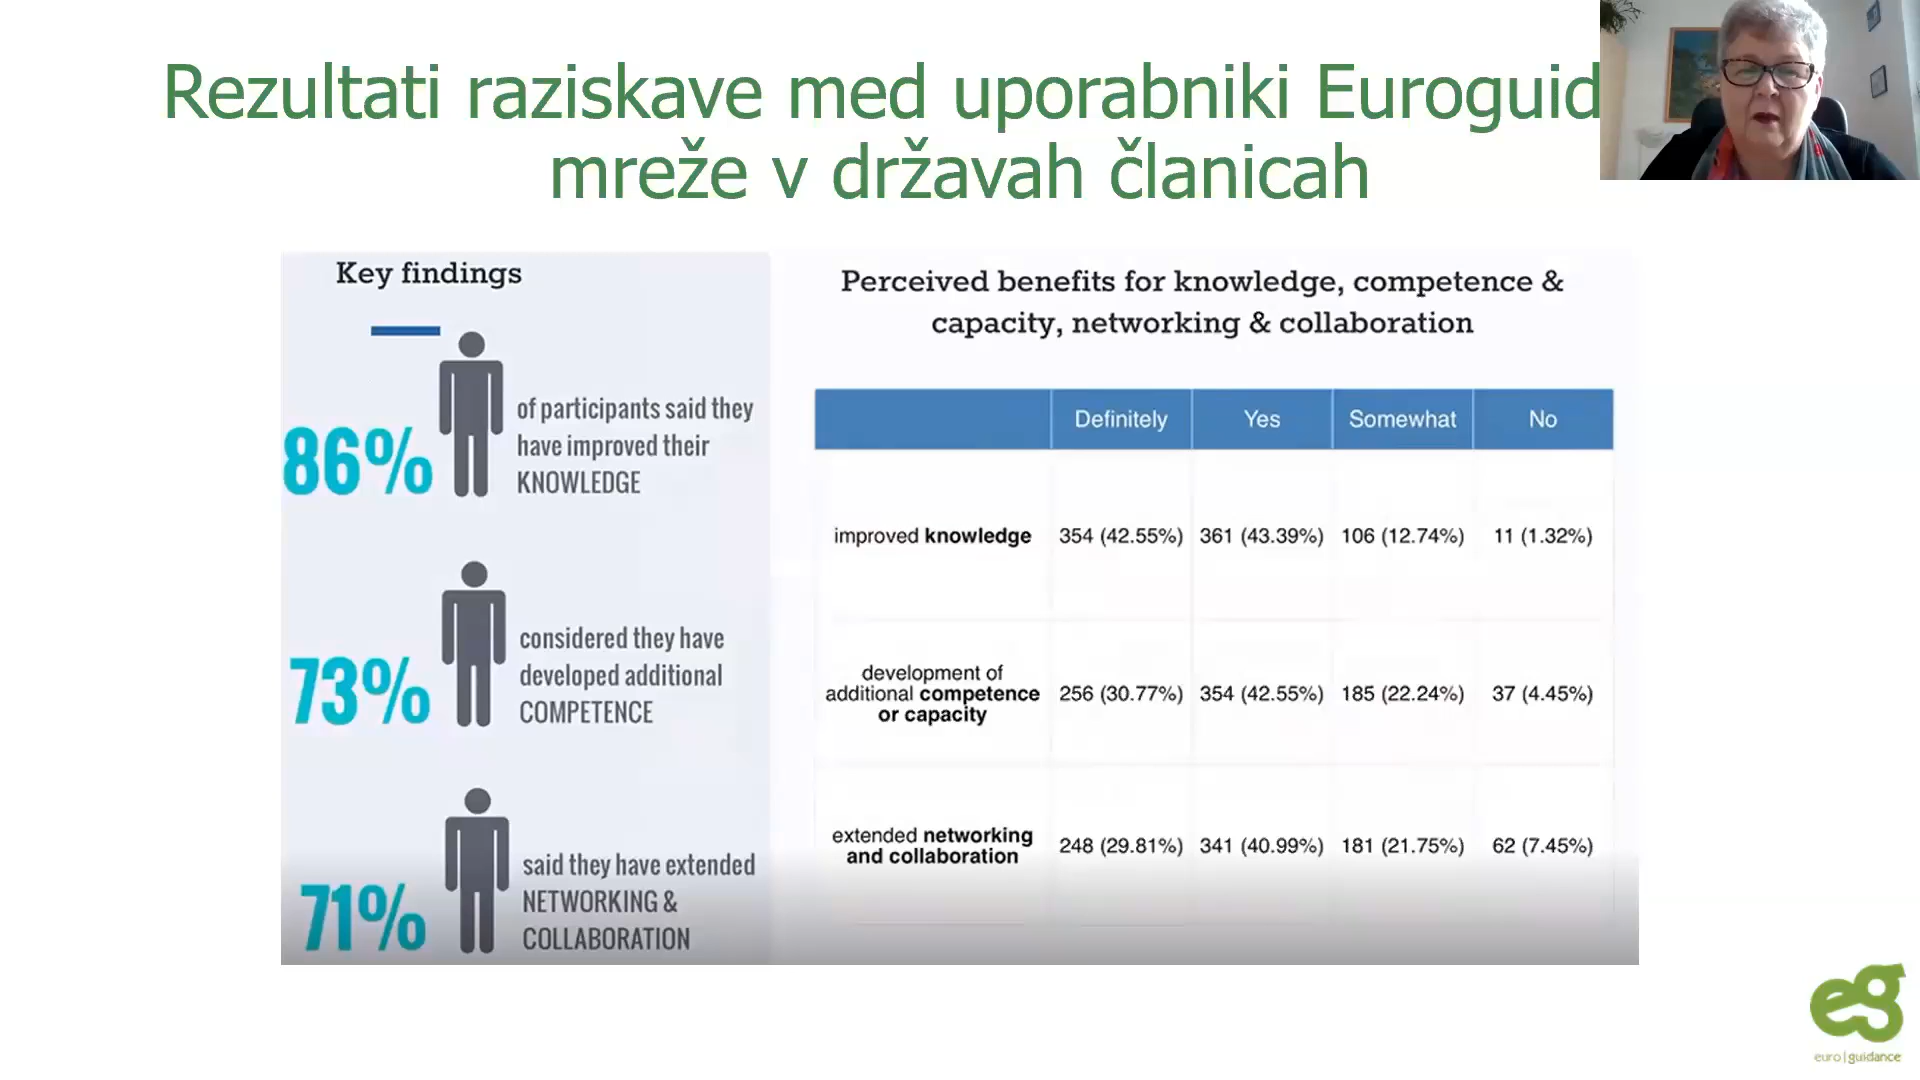 Rezultati raziskave med uporabniki Euroguid
mreže v državah članicah
Key findings
86%
of participants said they
have improved their
KNOWLEDGE
73%
considered they have
developed additional
COMPETENCE
71%
said they have extended
NETWORKING &
COLLABORATION
Perceived benefits for knowledge, competence &
capacity, networking & collaboration
Definitely Yes Somewhat No
improved knowledge 354 (42.55%) 361 (43.39%) 106 (12.74%) 11 (1.32%)
development of
additional competence 256 (30.77%) 354 (42.55%) 185 (22.24%) 37 (4.45%)
or capacity
extended networking
and collaboration 248 (29.81%) 341 (40.99%) 181 (21.75%) 62 (7.45%)
eg
euro|guidance